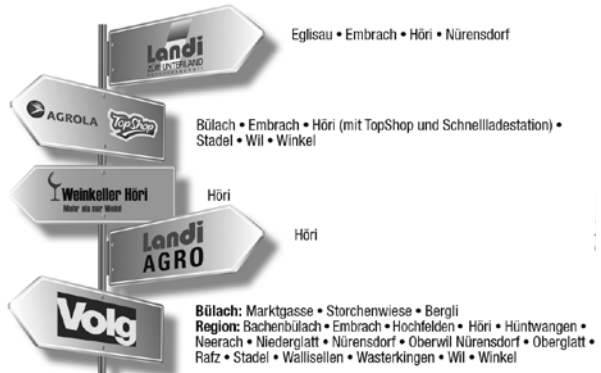 Landi
ZÜRI UNTERLAND
Eglisau • Embrach • Höri • Nürensdorf
AGROLA TopShop
Bülach • Embrach • Höri (mit TopShop und Schnellladestation) •
Stadel • Wil • Winkel
Weinkeller Höri
Mehr als nur Wein!
Höri
Landi
AGRO
Höri
Volg
Bülach: Marktgasse • Storchenwiese • Bergli
Region: Bachenbülach • Embrach • Hochfelden • Höri • Hüntwangen •
Neerach • Niederglatt • Nürensdorf • Oberwil Nürensdorf • Oberglatt •
Rafz • Stadel • Wallisellen • Wasterkingen • Wil • Winkel